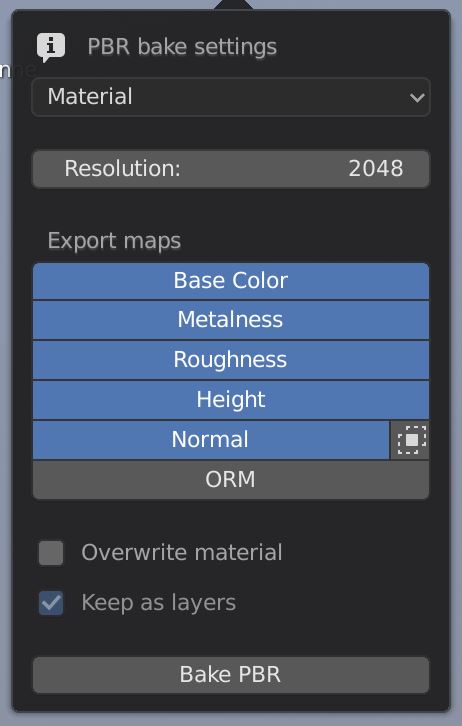 PBR bake settings
Material
Resolution: 2048
Export maps
Base Color
Metalness
Roughness
Height
Normal
ORM
Overwrite material
Keep as layers
Bake PBR